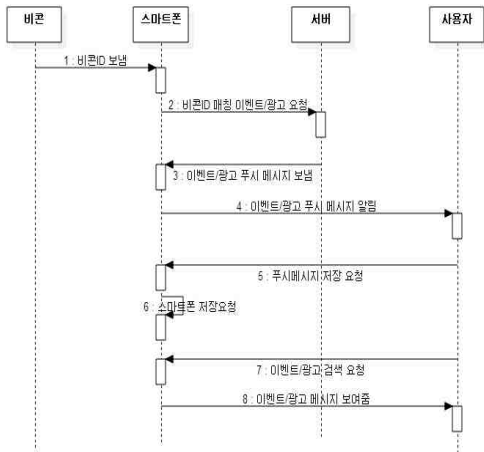 비콘
스마트폰
서버
사용자
1 : 비콘ID 보냄
2 : 비콘ID 매칭 이벤트/광고 요청
3 : 이벤트/광고 푸시 메시지 보냄
4 : 이벤트/광고 푸시 메시지 알림
5 : 푸시메시지 저장 요청
6 : 스마트폰 저장요청
7 : 이벤트/광고 검색 요청
8 : 이벤트/광고 메시지 보여줌